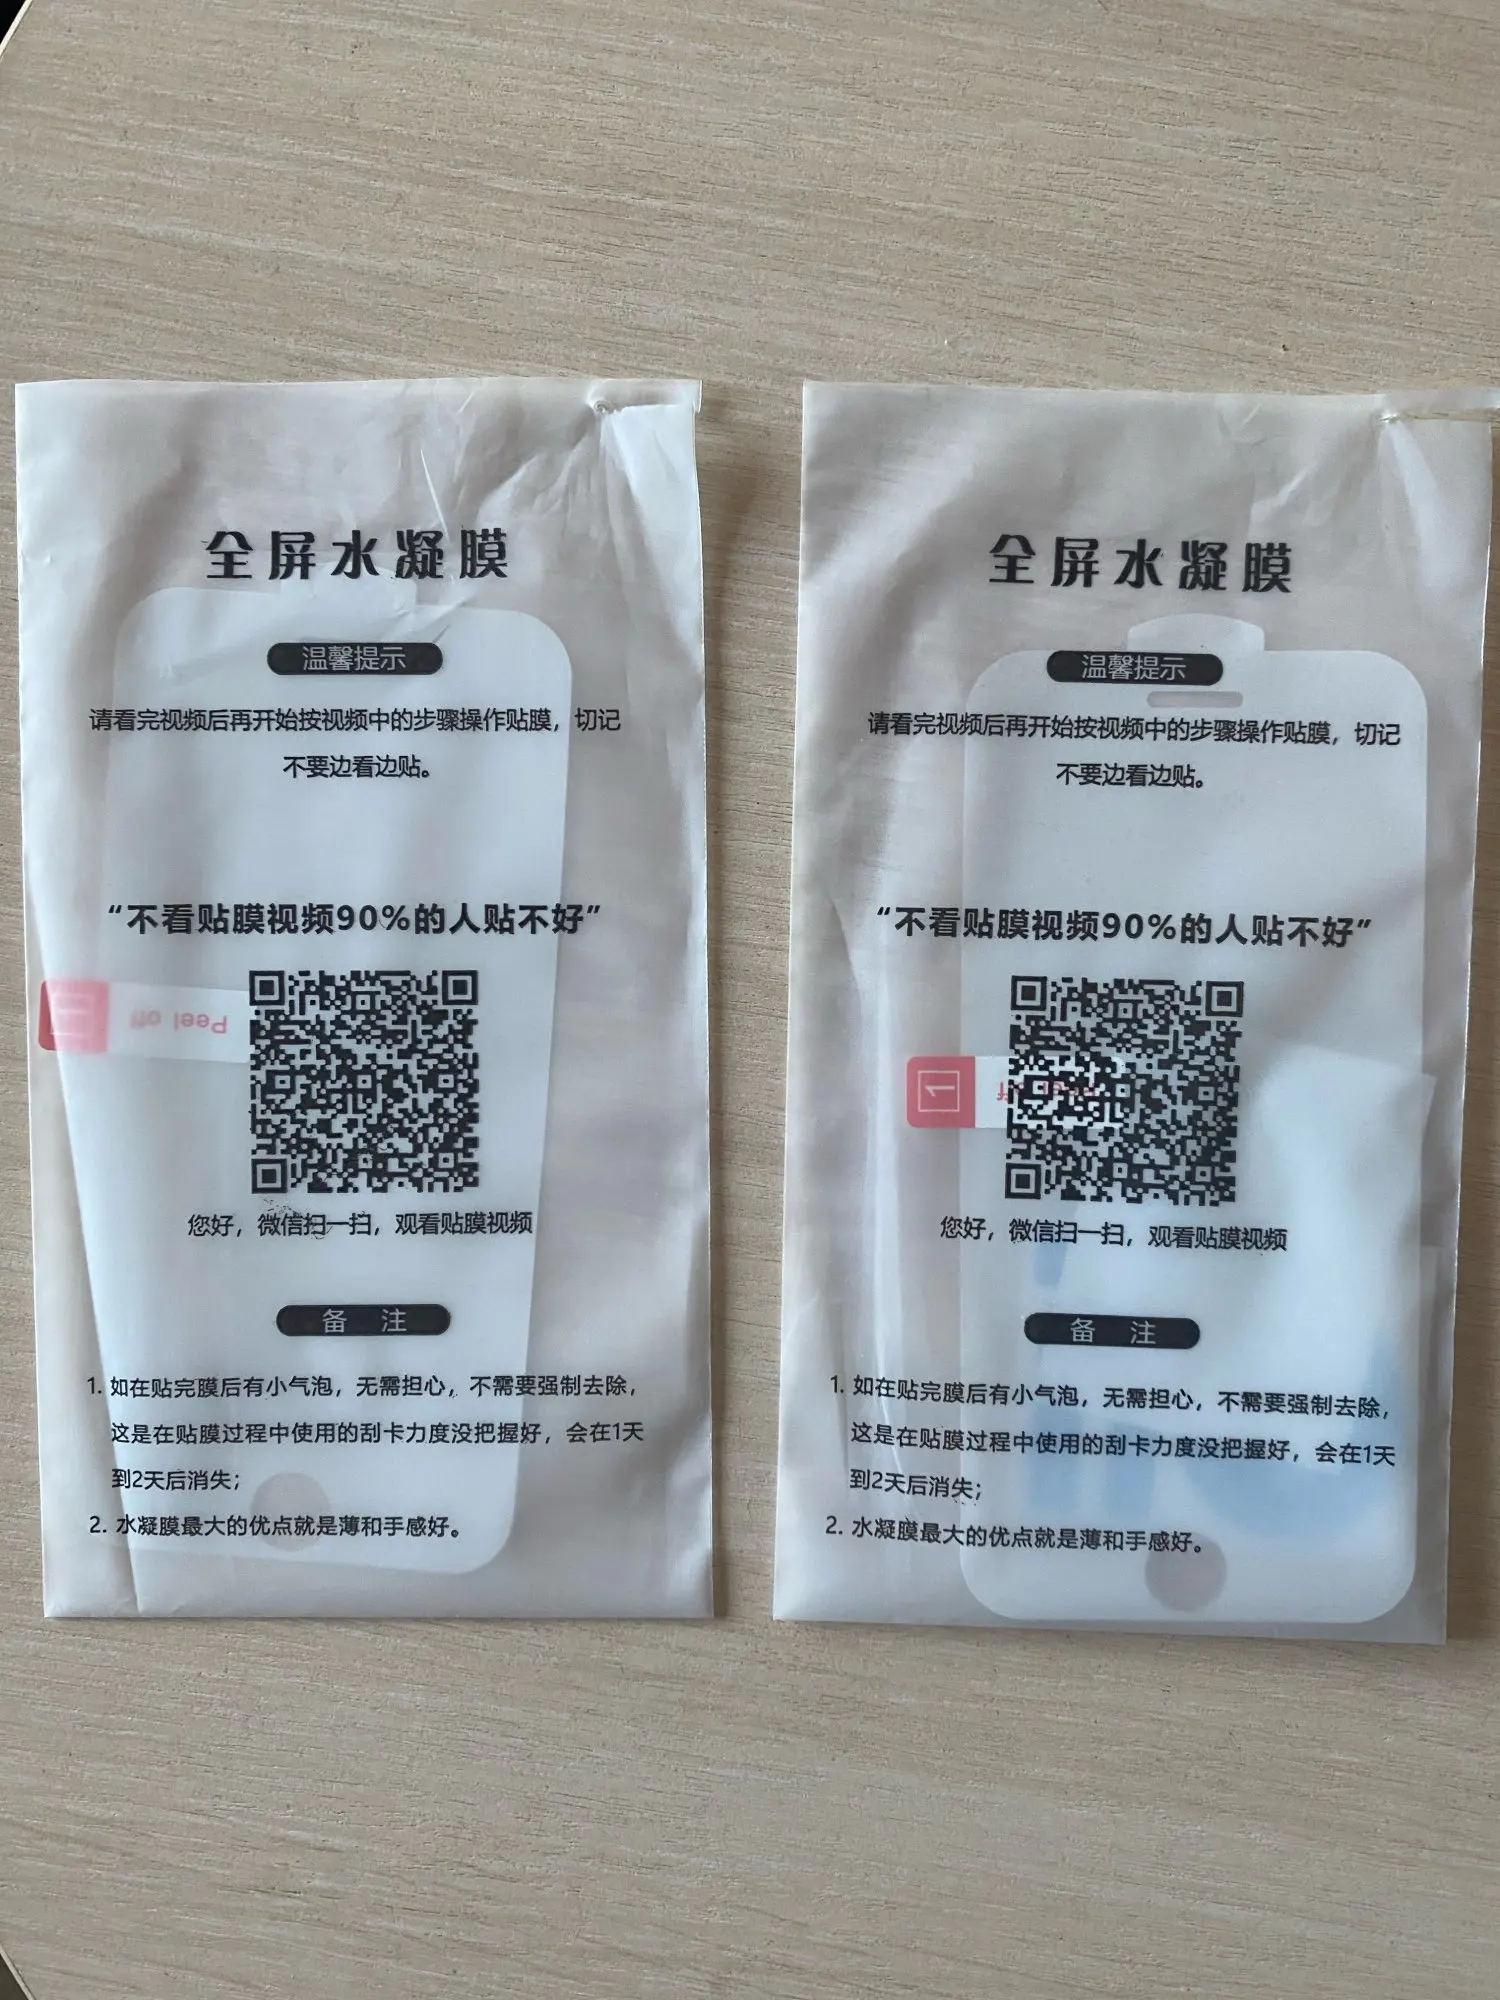 全屏水凝膜
温馨提示
请看完视频后再开始按视频中的步骤操作贴膜，切记
不要边看边贴。
“不看贴膜视频90%的人贴不好”
Peel off
您好，微信扫一扫，观看贴膜视频
备 注
1. 如在贴完膜后有小气泡，无需担心，不需要强制去除，
这是在贴膜过程中使用的刮卡力度没把握好，会在1天
到2天后消失；
2. 水凝膜最大的优点就是薄和手感好。
全屏水凝膜
温馨提示
请看完视频后再开始按视频中的步骤操作贴膜，切记
不要边看边贴。
“不看贴膜视频90%的人贴不好”
1
您好，微信扫一扫，观看贴膜视频
备 注
1. 如在贴完膜后有小气泡，无需担心，不需要强制去除，
这是在贴膜过程中使用的刮卡力度没把握好，会在1天
到2天后消失；
2. 水凝膜最大的优点就是薄和手感好。